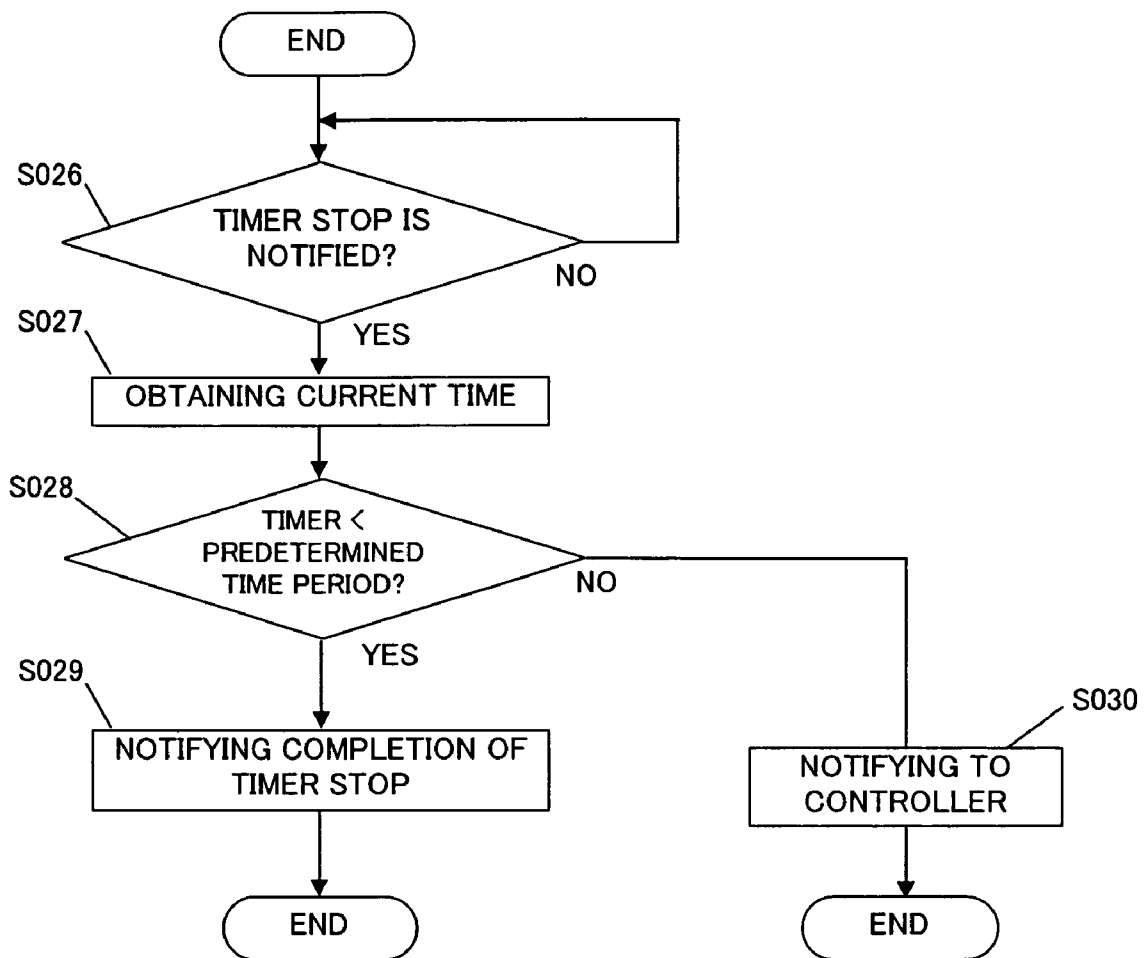 END
S026
TIMER STOP IS
NOTIFIED?
NO
YES
S027
OBTAINING CURRENT TIME
S028
TIMER <
PREDETERMINED
TIME PERIOD?
NO
YES
S029
NOTIFYING COMPLETION OF
TIMER STOP
S030
NOTIFYING TO
CONTROLLER
END
END